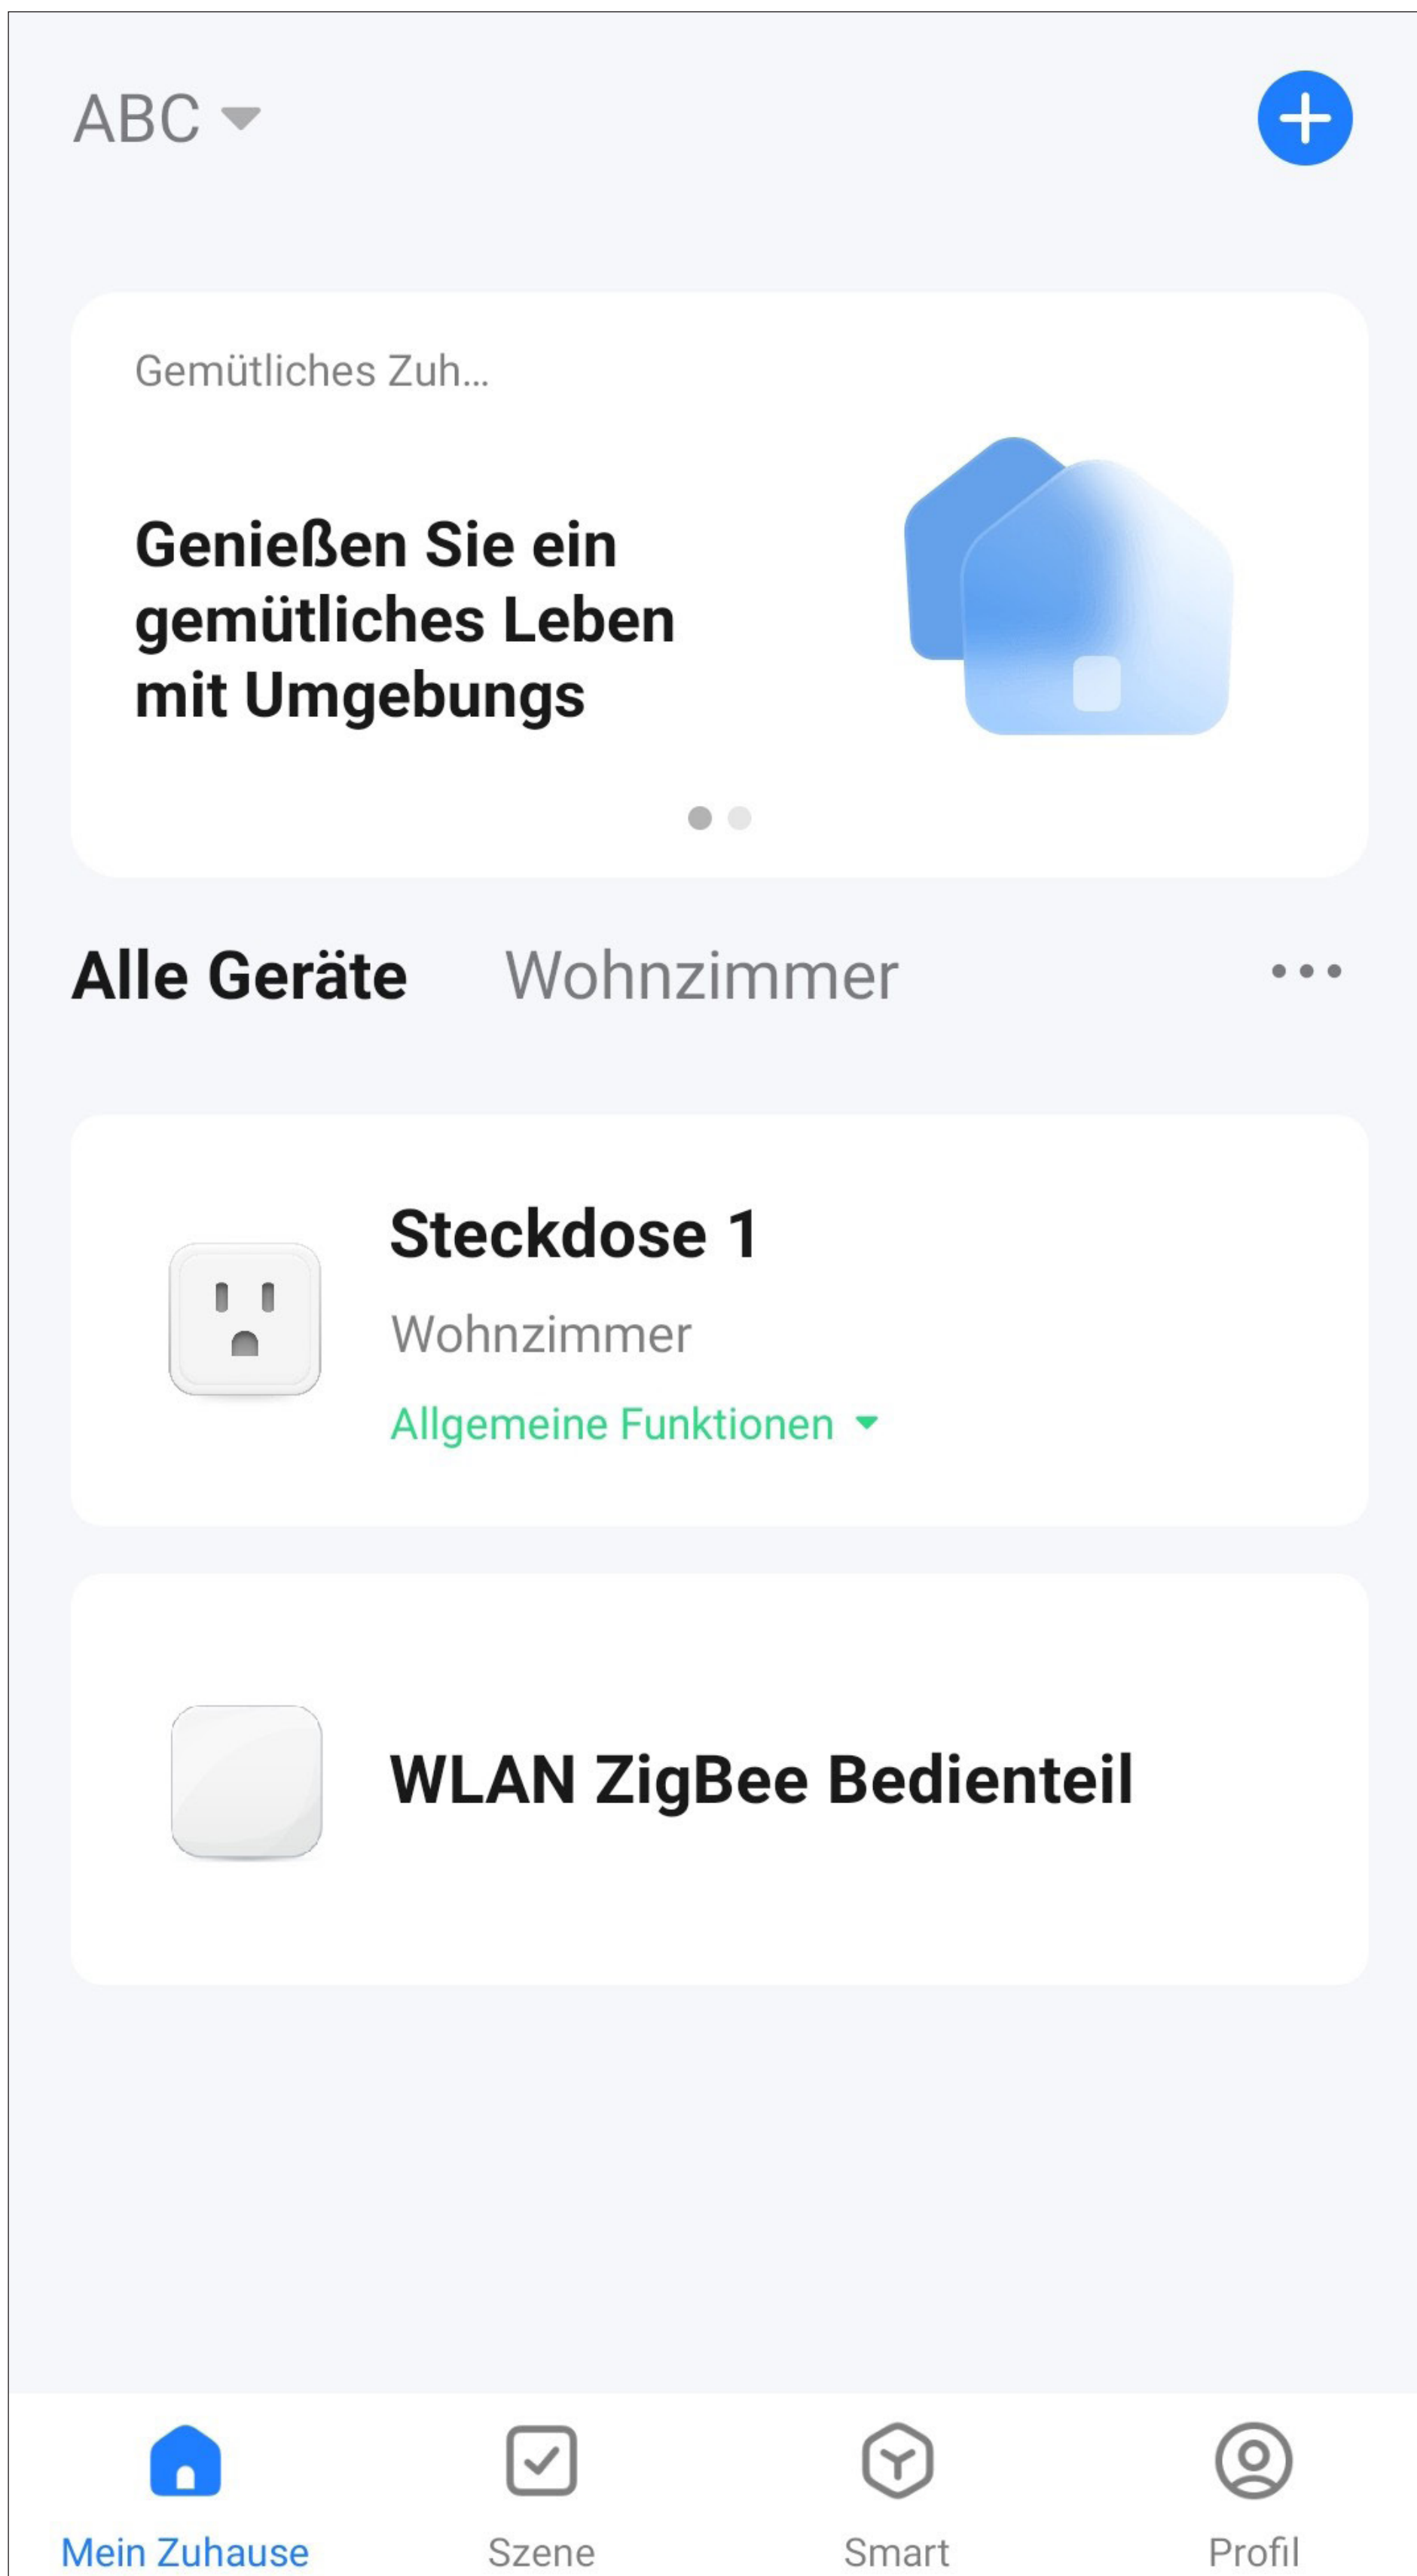 ABC
Gemütliches Zuh...
Genießen Sie ein
gemütliches Leben
mit Umgebungs
Alle Geräte Wohnzimmer
Steckdose 1
Wohnzimmer
Allgemeine Funktionen
WLAN ZigBee Bedienteil
Mein Zuhause Szene Smart Profil